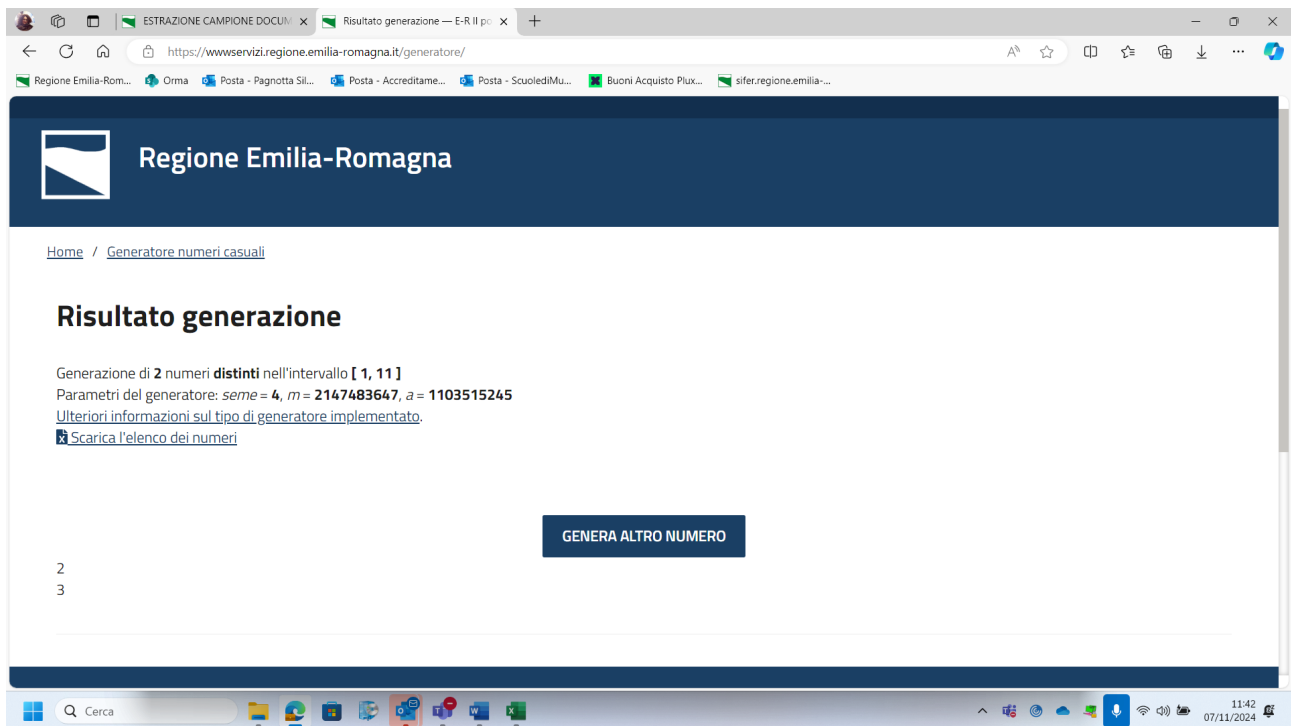 ESTRAZIONE CAMPIONE DOCUM
Risultato generazione — E-R Il po
https://wwwservizi.regione.emilia-romagna.it/generatore/
Regione Emilia-Rom...
Orma
Posta - Pagnotta Sil...
Posta - Accreditame...
Posta - ScuolediMu...
Buoni Acquisto Plux...
sifer.regione.emilia-...
Regione Emilia-Romagna
Home / Generatore numeri casuali
Risultato generazione
Generazione di 2 numeri distinti nell'intervallo [ 1, 11 ]
Parametri del generatore: seme = 4, m = 2147483647, a = 1103515245
Ulteriori informazioni sul tipo di generatore implementato.
Scarica l'elenco dei numeri
GENERA ALTRO NUMERO
2
3
Cerca
11:42
07/11/2024